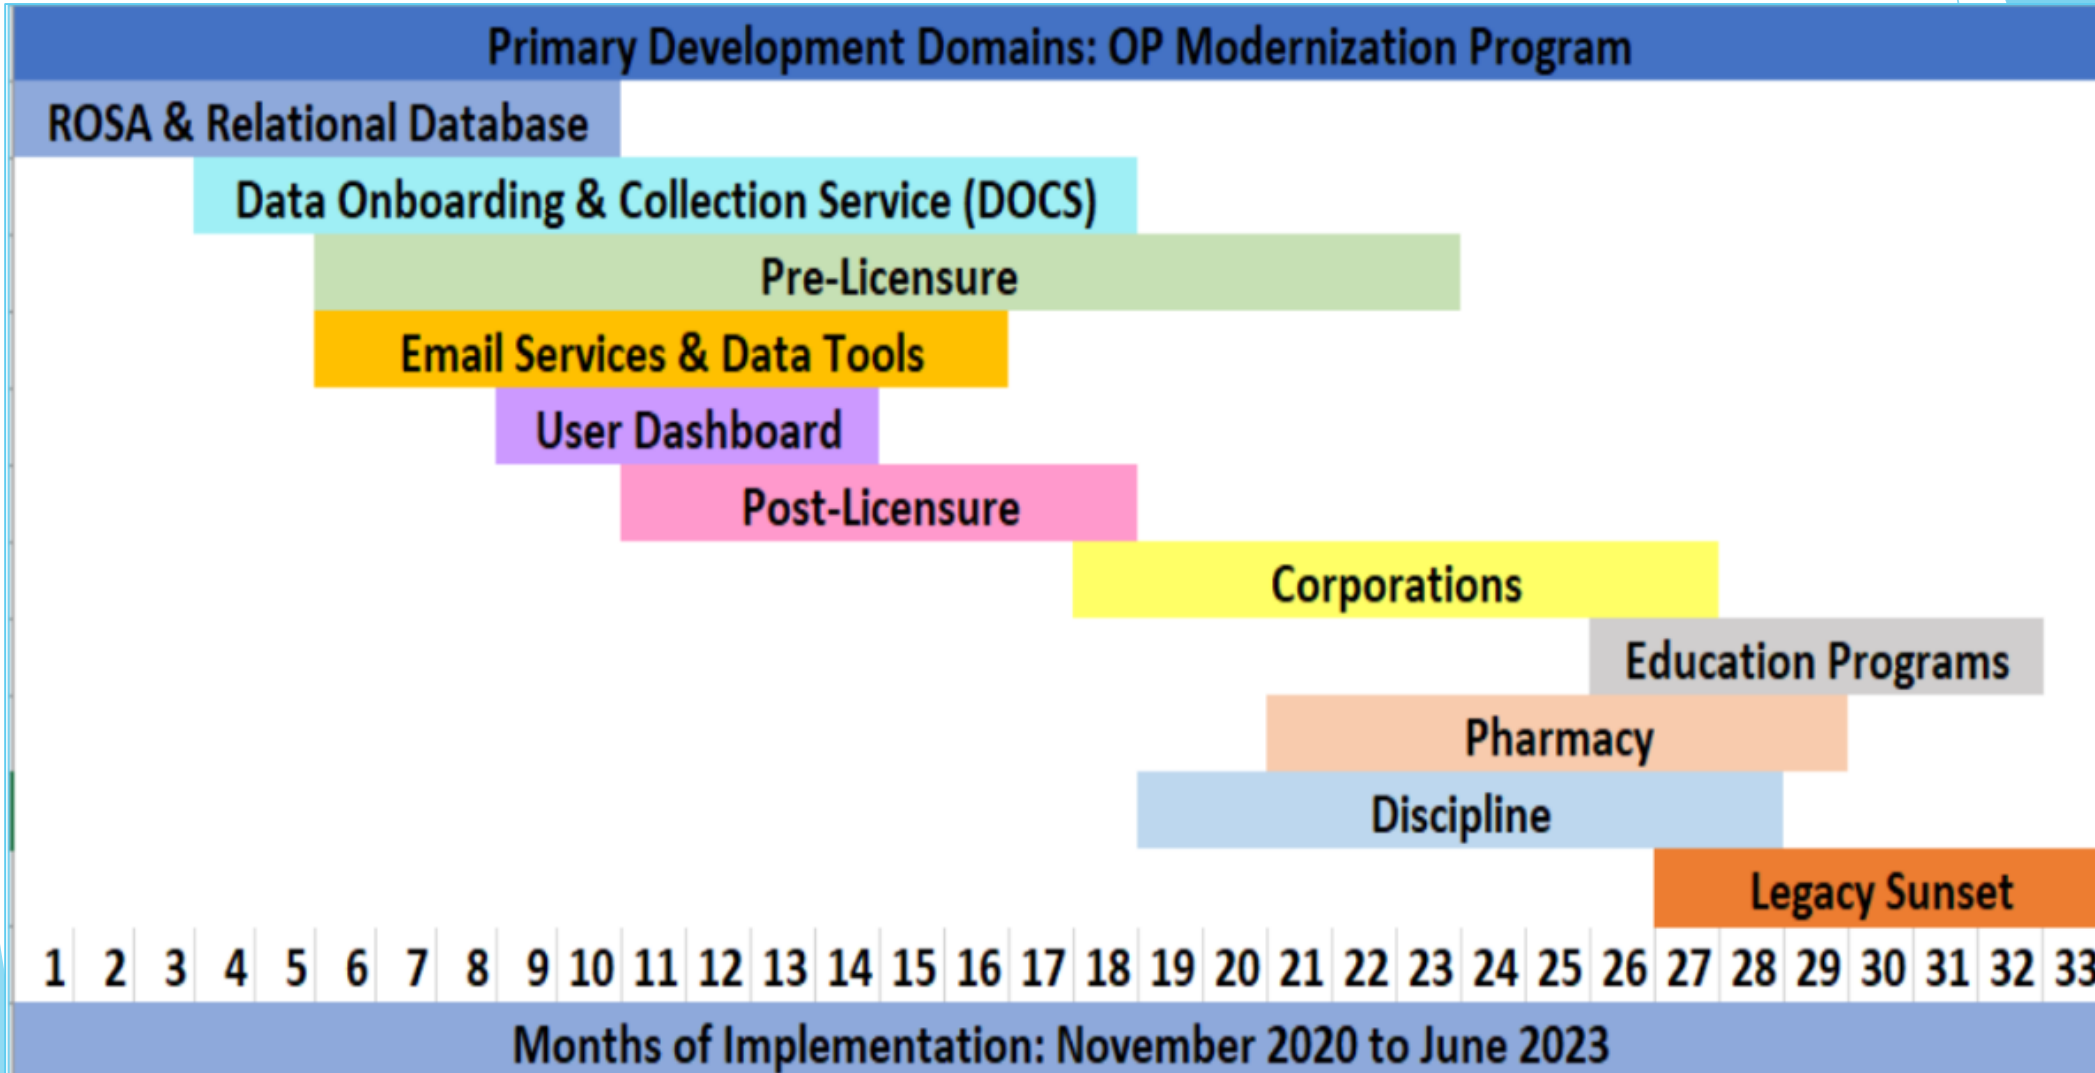 Primary Development Domains: OP Modernization Program
ROSA & Relational Database
Data Onboarding & Collection Service (DOCS)
Pre-Licensure
Email Services & Data Tools
User Dashboard
Post-Licensure
Corporations
Education Programs
Pharmacy
Discipline
Legacy Sunset
1 2 3 4 5 6 7 8 9 10 11 12 13 14 15 16 17 18 19 20 21 22 23 24 25 26 27 28 29 30 31 32 33
Months of Implementation: November 2020 to June 2023